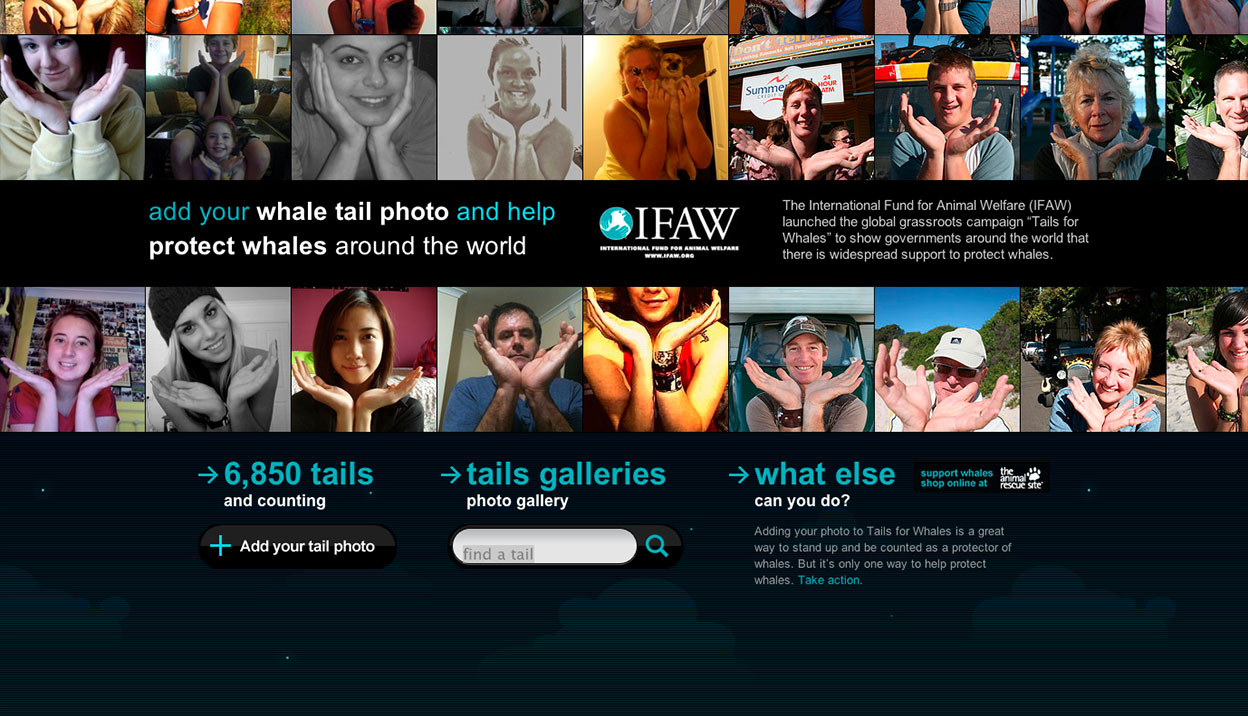 Don't Tell
Summe
CREDIT U
24
HOUR
ATM
add your whale tail photo and help
protect whales around the world
IFAW
INTERNATIONAL FUND FOR ANIMAL WELFARE
WWW.IFAW.ORG
The International Fund for Animal Welfare (IFAW)
launched the global grassroots campaign “Tails for
Whales” to show governments around the world that
there is widespread support to protect whales.
6,850 tails
and counting
Add your tail photo
tails galleries
photo gallery
find a tail
what else
can you do?
support whales
shop online at
the
animal
rescue site
Adding your photo to Tails for Whales is a great
way to stand up and be counted as a protector of
whales. But it’s only one way to help protect
whales. Take action.